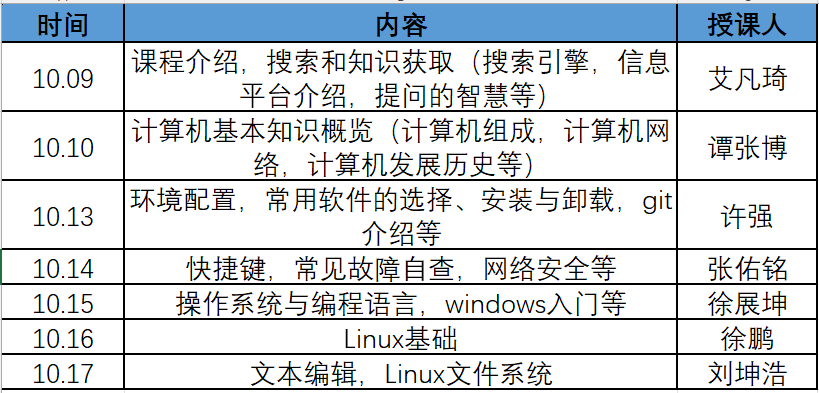 时间 内容 授课人
课程介绍，搜索和知识获取（搜索引擎，信息
10.09 艾凡琦
平台介绍，提问的智慧等）
计算机基本知识概览（计算机组成，计算机网
10.10 谭张博
络，计算机发展历史等）
环境配置，常用软件的选择、安装与卸载，git
10.13 许强
介绍等
10.14 快捷键，常见故障自查，网络安全等 张佑铭
10.15 操作系统与编程语言，windows入门等 徐展坤
10.16 Linux基础 徐鹏
10.17 文本编辑，Linux文件系统 刘坤浩